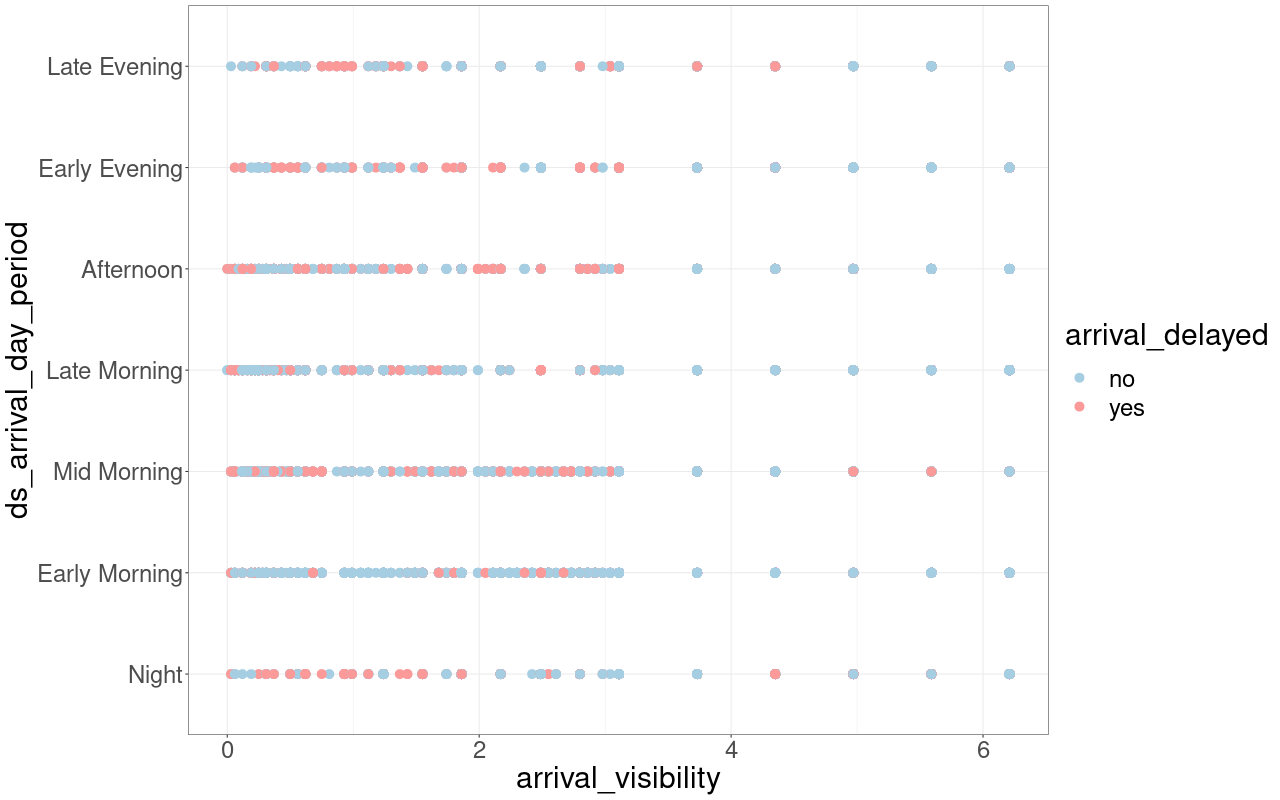 Late Evening
Early Evening
Afternoon
Late Morning
Mid Morning
Early Morning
Night
ds_arrival_day_period
0 2 4 6
arrival_visibility
arrival_delayed
no
yes